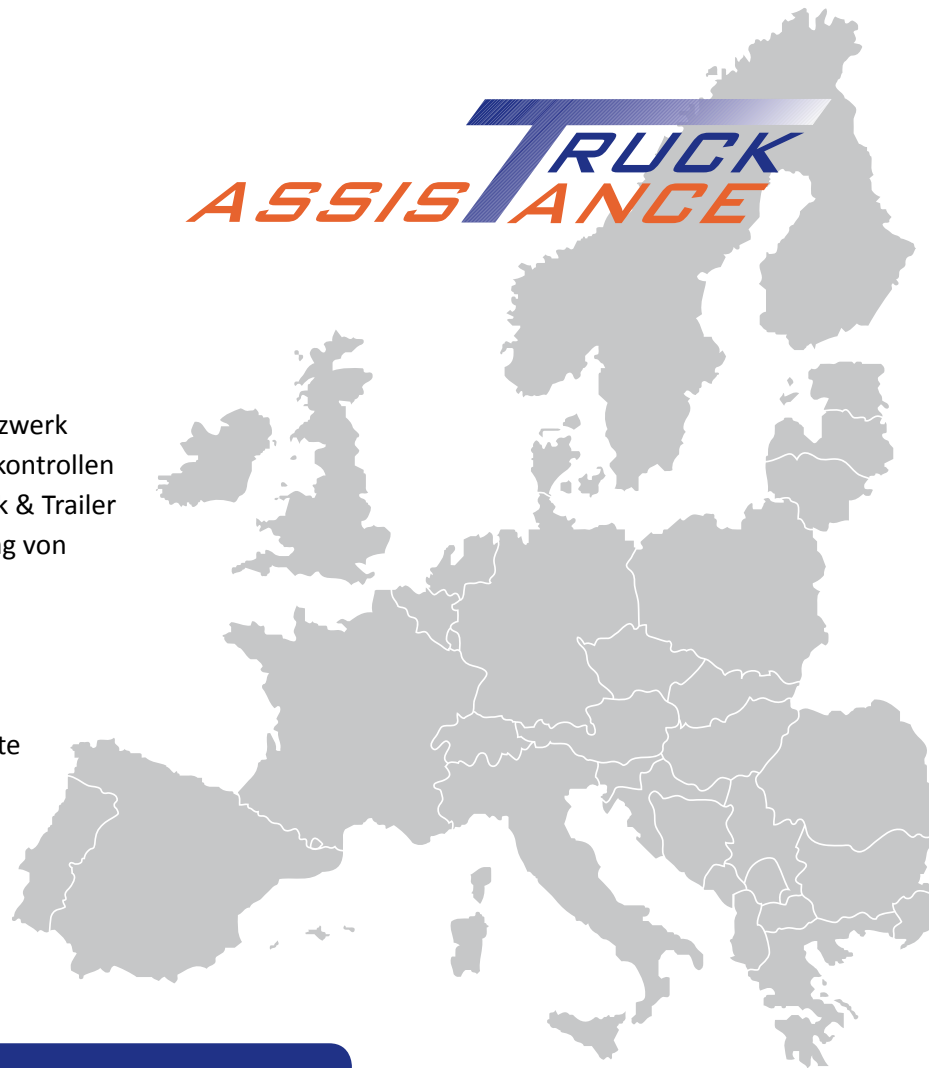 TRUCK
ASSISTANCE
zwerk
kontrollen
k & Trailer
g von
te